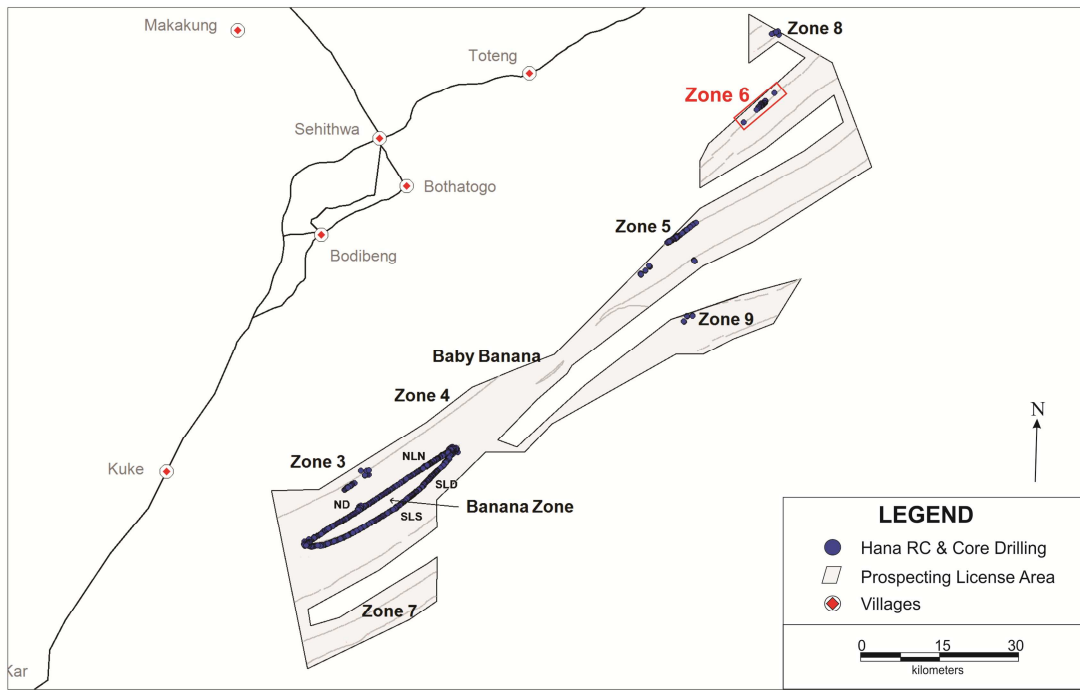 Makakung
Zone 8
Toteng
Zone 6
Sehithwa
Bothatogo
Zone 5
Bodibeng
Zone 9
Baby Banana
Zone 4
N
NLN
Zone 3
Kuke
SLD
ND
Banana Zone
SLS
LEGEND
Hana RC & Core Drilling
Prospecting License Area
Villages
Zone 7
0 15 30
kilometers